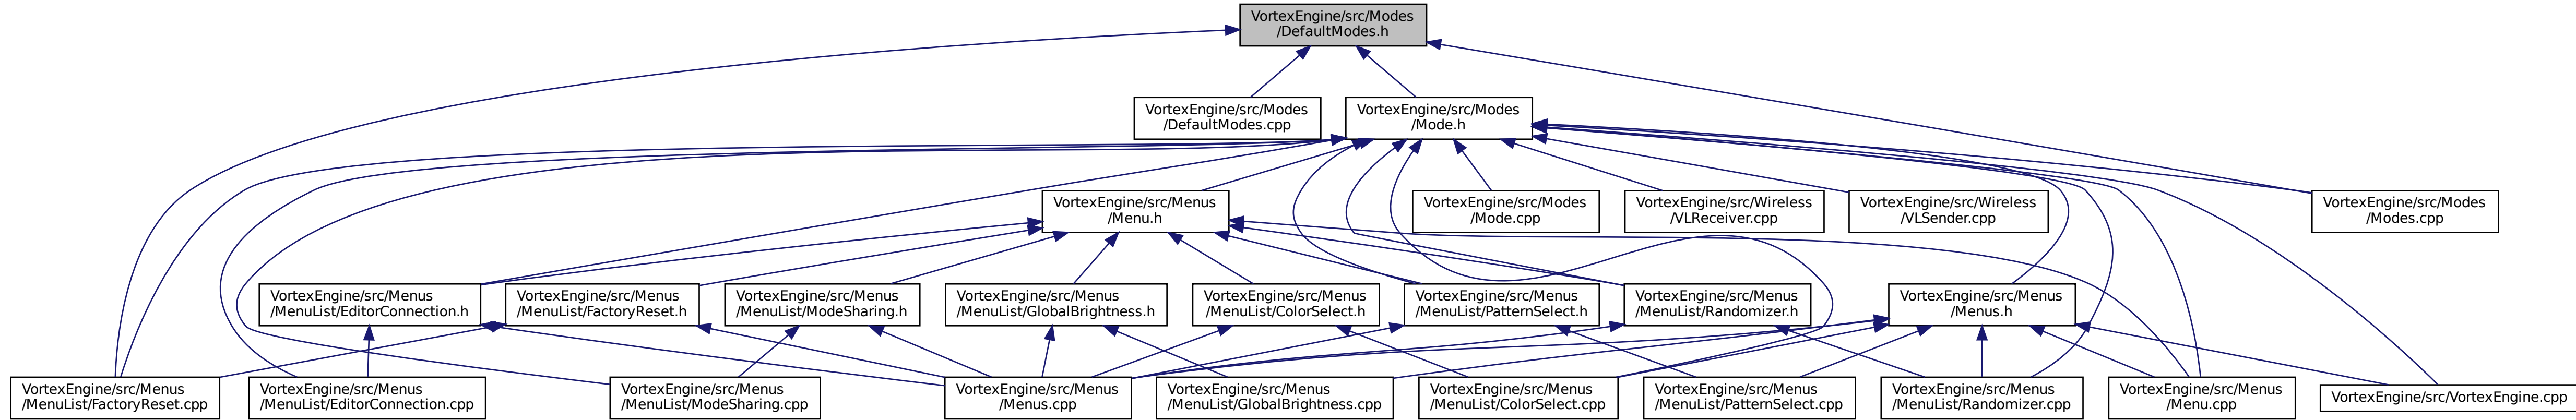 VortexEngine/src/Modes
/DefaultModes.h
VortexEngine/src/Modes
/DefaultModes.cpp
VortexEngine/src/Modes
/Mode.h
VortexEngine/src/Menus
/Menu.h
VortexEngine/src/Modes
/Mode.cpp
VortexEngine/src/Wireless
/VLReceiver.cpp
VortexEngine/src/Wireless
/VLSender.cpp
VortexEngine/src/Modes
/Modes.cpp
VortexEngine/src/Menus
/MenuList/EditorConnection.h
VortexEngine/src/Menus
/MenuList/FactoryReset.h
VortexEngine/src/Menus
/MenuList/ModeSharing.h
VortexEngine/src/Menus
/MenuList/GlobalBrightness.h
VortexEngine/src/Menus
/MenuList/ColorSelect.h
VortexEngine/src/Menus
/MenuList/PatternSelect.h
VortexEngine/src/Menus
/MenuList/Randomizer.h
VortexEngine/src/Menus
/Menus.h
VortexEngine/src/Menus
/MenuList/FactoryReset.cpp
VortexEngine/src/Menus
/MenuList/EditorConnection.cpp
VortexEngine/src/Menus
/MenuList/ModeSharing.cpp
VortexEngine/src/Menus
/Menus.cpp
VortexEngine/src/Menus
/MenuList/GlobalBrightness.cpp
VortexEngine/src/Menus
/MenuList/ColorSelect.cpp
VortexEngine/src/Menus
/MenuList/PatternSelect.cpp
VortexEngine/src/Menus
/MenuList/Randomizer.cpp
VortexEngine/src/Menus
/Menu.cpp
VortexEngine/src/VortexEngine.cpp